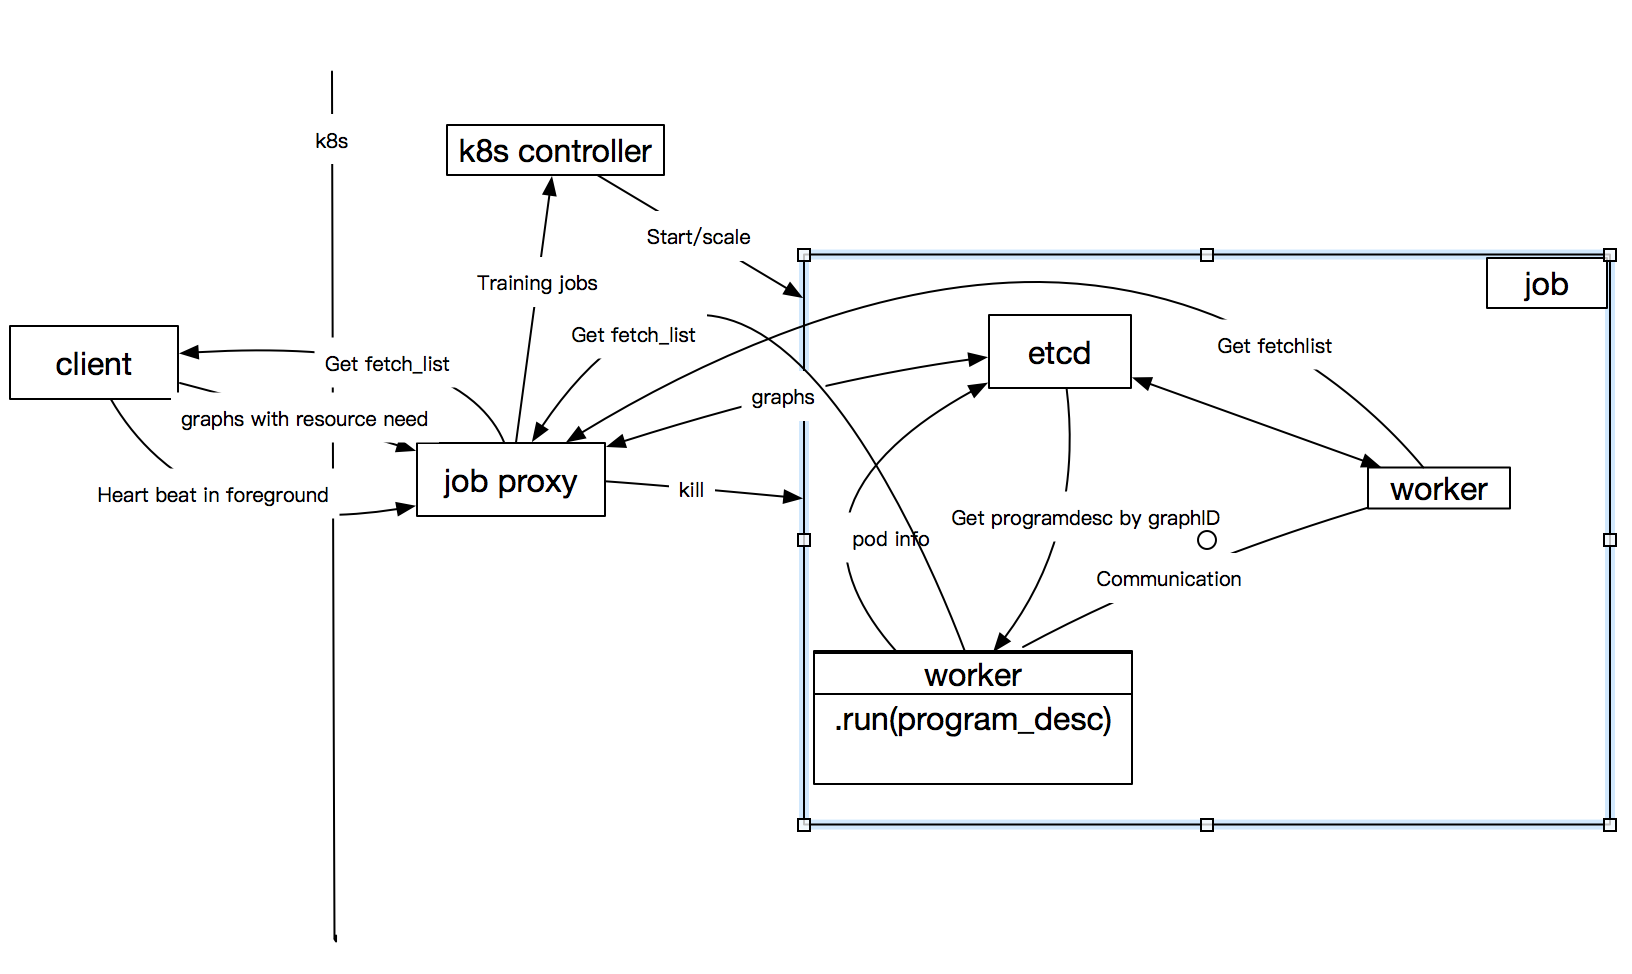 k8s
k8s controller
Start/scale
Training jobs
job
Get fetch_list
Get fetchlist
etcd
client
Get fetch_list
graphs
graphs with resource need
job proxy
kill
worker
Heart beat in foreground
Get programdesc by graphID
pod info
Communication
worker
.run(program_desc)